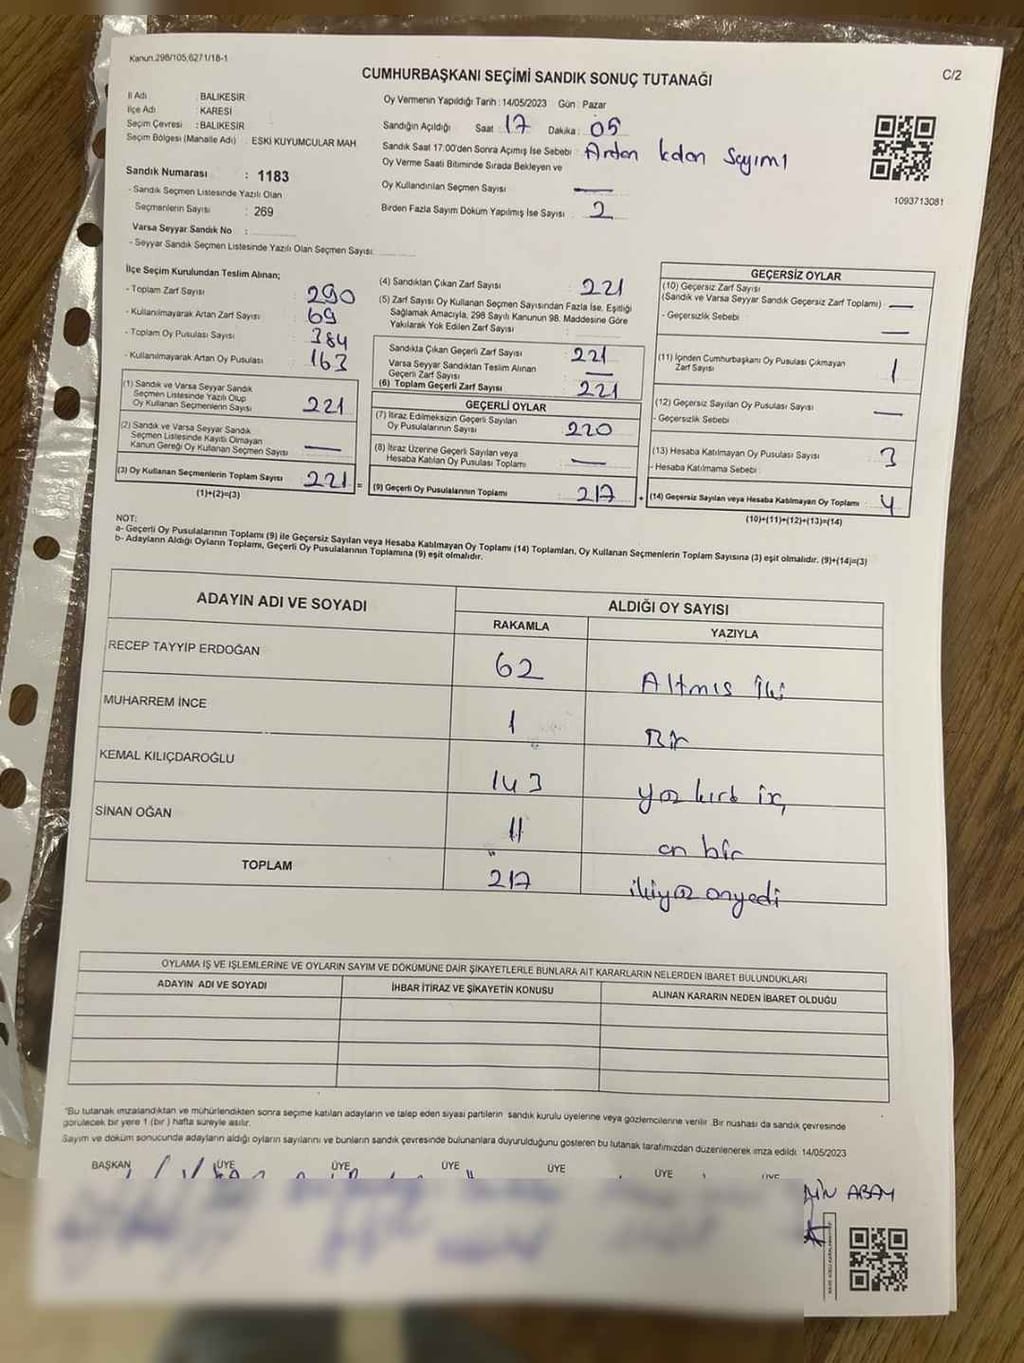 Kanun.298/105,6271/18-1
C/2
CUMHURBAŞKANI SEÇİMİ SANDIK SONUÇ TUTANAĞI
İl Adı : BALIKESİR
İlçe Adı : KARESİ
Seçim Çevresi : BALIKESİR
Seçim Bölgesi (Mahalle Adı) : ESKİ KUYUMCULAR MAH
Sandık Numarası : 1183
- Sandık Seçmen Listesinde Yazılı Olan
Seçmenlerin Sayısı : 269
Varsa Seyyar Sandık No :
- Seyyar Sandık Seçmen Listesinde Yazılı Olan Seçmen Sayısı:
Oy Vermenin Yapıldığı Tarih : 14/05/2023 Gün : Pazar
Sandığın Açıldığı Saat : 17 Dakika : 05
Sandık Saat 17:00'den Sonra Açımış İse Sebebi : Artan kalan Sayımı
Oy Verme Saati Bitiminde Sırada Bekleyen ve
Oy Kullandırılan Seçmen Sayısı —
Birden Fazla Sayım Döküm Yapılmış İse Sayısı : 2
1093713081
İlçe Seçim Kurulundan Teslim Alınan;
- Toplam Zarf Sayısı : 290
- Kullanılmayarak Artan Zarf Sayısı : 69
- Toplam Oy Pusulası Sayısı : 384
- Kullanılmayarak Artan Oy Pusulası : 163
(1) Sandık ve Varsa Seyyar Sandık
Seçmen Listesinde Yazılı Olup
Oy Kullanan Seçmenlerin Sayısı : 221
(2) Sandık ve Varsa Seyyar Sandık
Seçmen Listesinde Kayıtlı Olmayan
Kanun Gereği Oy Kullanan Seçmen Sayısı : —
(3) Oy Kullanan Seçmenlerin Toplam Sayısı : 221 =
(1)+(2)=(3)
(4) Sandıktan Çıkan Zarf Sayısı : 221
(5) Zarf Sayısı Oy Kullanan Seçmen Sayısından Fazla İse, Eşitliği
Sağlamak Amacıyla, 298 Sayılı Kanunun 98. Maddesine Göre
Yakılarak Yok Edilen Zarf Sayısı :
Sandıkta Çıkan Geçerli Zarf Sayısı : 221
Varsa Seyyar Sandıktan Teslim Alınan
Geçerli Zarf Sayısı : —
(6) Toplam Geçerli Zarf Sayısı : 221
GEÇERLİ OYLAR
(7) İtiraz Edilmeksizin Geçerli Sayılan
Oy Pusulalarının Sayısı : 220
(8) İtiraz Üzerine Geçerli Sayılan veya
Hesaba Katılan Oy Pusulası Toplamı : —
(9) Geçerli Oy Pusulalarının Toplamı : 217 +
GEÇERSİZ OYLAR
(10) Geçersiz Zarf Sayısı
(Sandık ve Varsa Seyyar Sandık Geçersiz Zarf Toplamı) : —
- Geçersizlik Sebebi : —
(11) İçinden Cumhurbaşkanı Oy Pusulası Çıkmayan
Zarf Sayısı : 1
(12) Geçersiz Sayılan Oy Pusulası Sayısı : —
- Geçersizlik Sebebi :
(13) Hesaba Katılmayan Oy Pusulası Sayısı : 3
- Hesaba Katılmama Sebebi :
(14) Geçersiz Sayılan veya Hesaba Katılmayan Oy Toplamı : 4
(10)+(11)+(12)+(13)=(14)
NOT:
a- Geçerli Oy Pusulalarının Toplamı (9) ile Geçersiz Sayılan veya Hesaba Katılmayan Oy Toplamı (14) Toplamları, Oy Kullanan Seçmenlerin Toplam Sayısına (3) eşit olmalıdır. (9)+(14)=(3)
b- Adayların Aldığı Oyların Toplamı, Geçerli Oy Pusulalarının Toplamına (9) eşit olmalıdır.
ADAYIN ADI VE SOYADI ALDIĞI OY SAYISI
RAKAMLA YAZIYLA
RECEP TAYYİP ERDOĞAN 62 Altmış iki
MUHARREM İNCE 1 Bir
KEMAL KILIÇDAROĞLU 143 yüz kırk üç
SİNAN OĞAN 11 on bir
TOPLAM 217 ikiyüz onyedi
OYLAMA İŞ VE İŞLEMLERİNE VE OYLARIN SAYIM VE DÖKÜMÜNE DAİR ŞİKAYETLERLE BUNLARA AİT KARARLARIN NELERDEN İBARET BULUNDUKLARI
ADAYIN ADI VE SOYADI İHBAR İTİRAZ VE ŞİKAYETİN KONUSU ALINAN KARARIN NEDEN İBARET OLDUĞU
*Bu tutanak imzalandıktan ve mühürlendikten sonra seçime katılan adayların ve talep eden siyasi partilerin sandık kurulu üyelerine veya gözlemcilerine verilir. Bir nüshası da sandık çevresinde
görülecek bir yere 1 (bir) hafta süreyle asılır.
Sayım ve döküm sonucunda adayların aldığı oyların sayılarını ve bunların sandık çevresinde bulunanlara duyurulduğunu gösteren bu tutanak tarafımızdan düzenlenerek imza edildi. 14/05/2023
BAŞKAN ÜYE ÜYE ÜYE ÜYE ÜYE ÜYE
ABAY